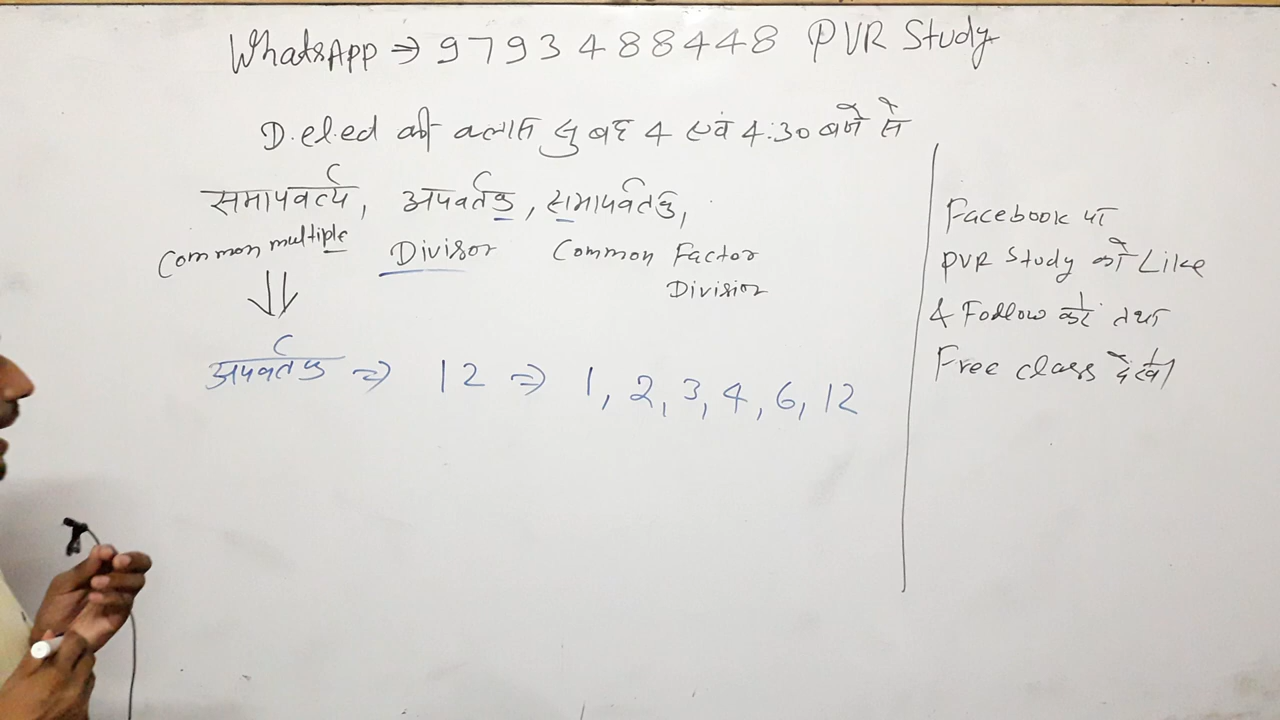 WhatsApp ⇒ 9793488448 PVR Study
D.el.ed की क्लास सुबह 4 एवं 4:30 बजे से
समापवर्त्य, अपवर्तक, समापवर्तक,
Common multiple Divisor Common Factor
Division
अपवर्तक ⇒ 12 ⇒ 1, 2, 3, 4, 6, 12
Facebook पर
PVR Study को Like
& Follow करें तथा
Free class देखें।